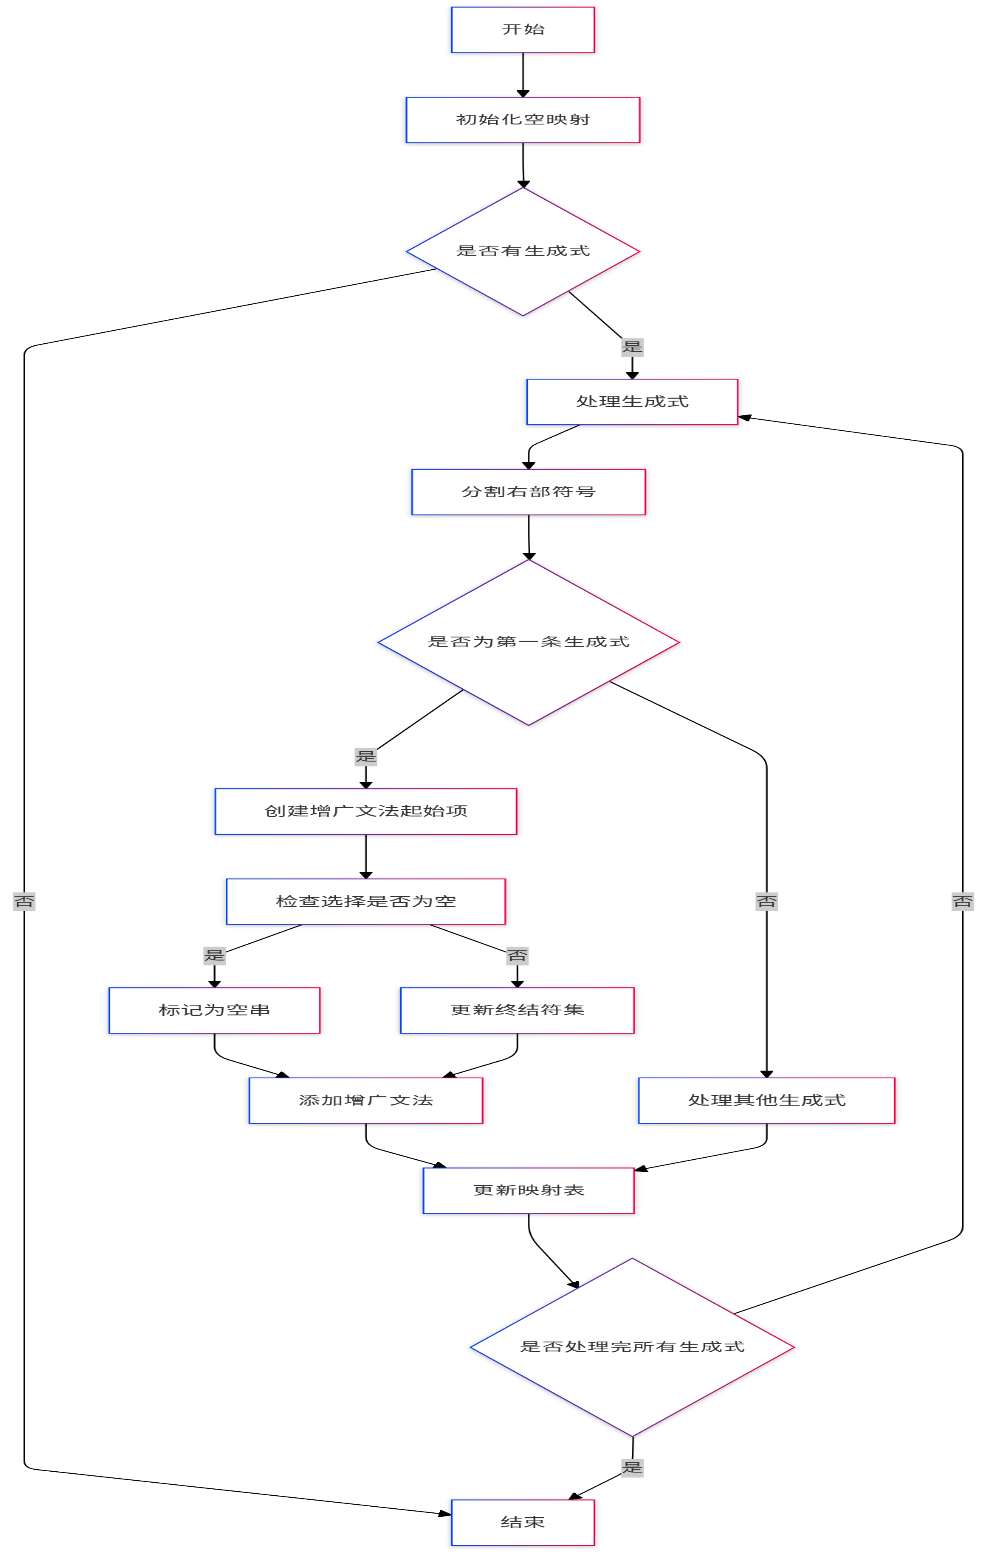 开始
初始化空映射
是否有生成式
是
处理生成式
分割右部符号
是否为第一条生成式
是
创建增广文法起始项
检查选择是否为空
否
否
否
是
否
标记为空串
更新终结符集
添加增广文法
处理其他生成式
更新映射表
是否处理完所有生成式
是
结束